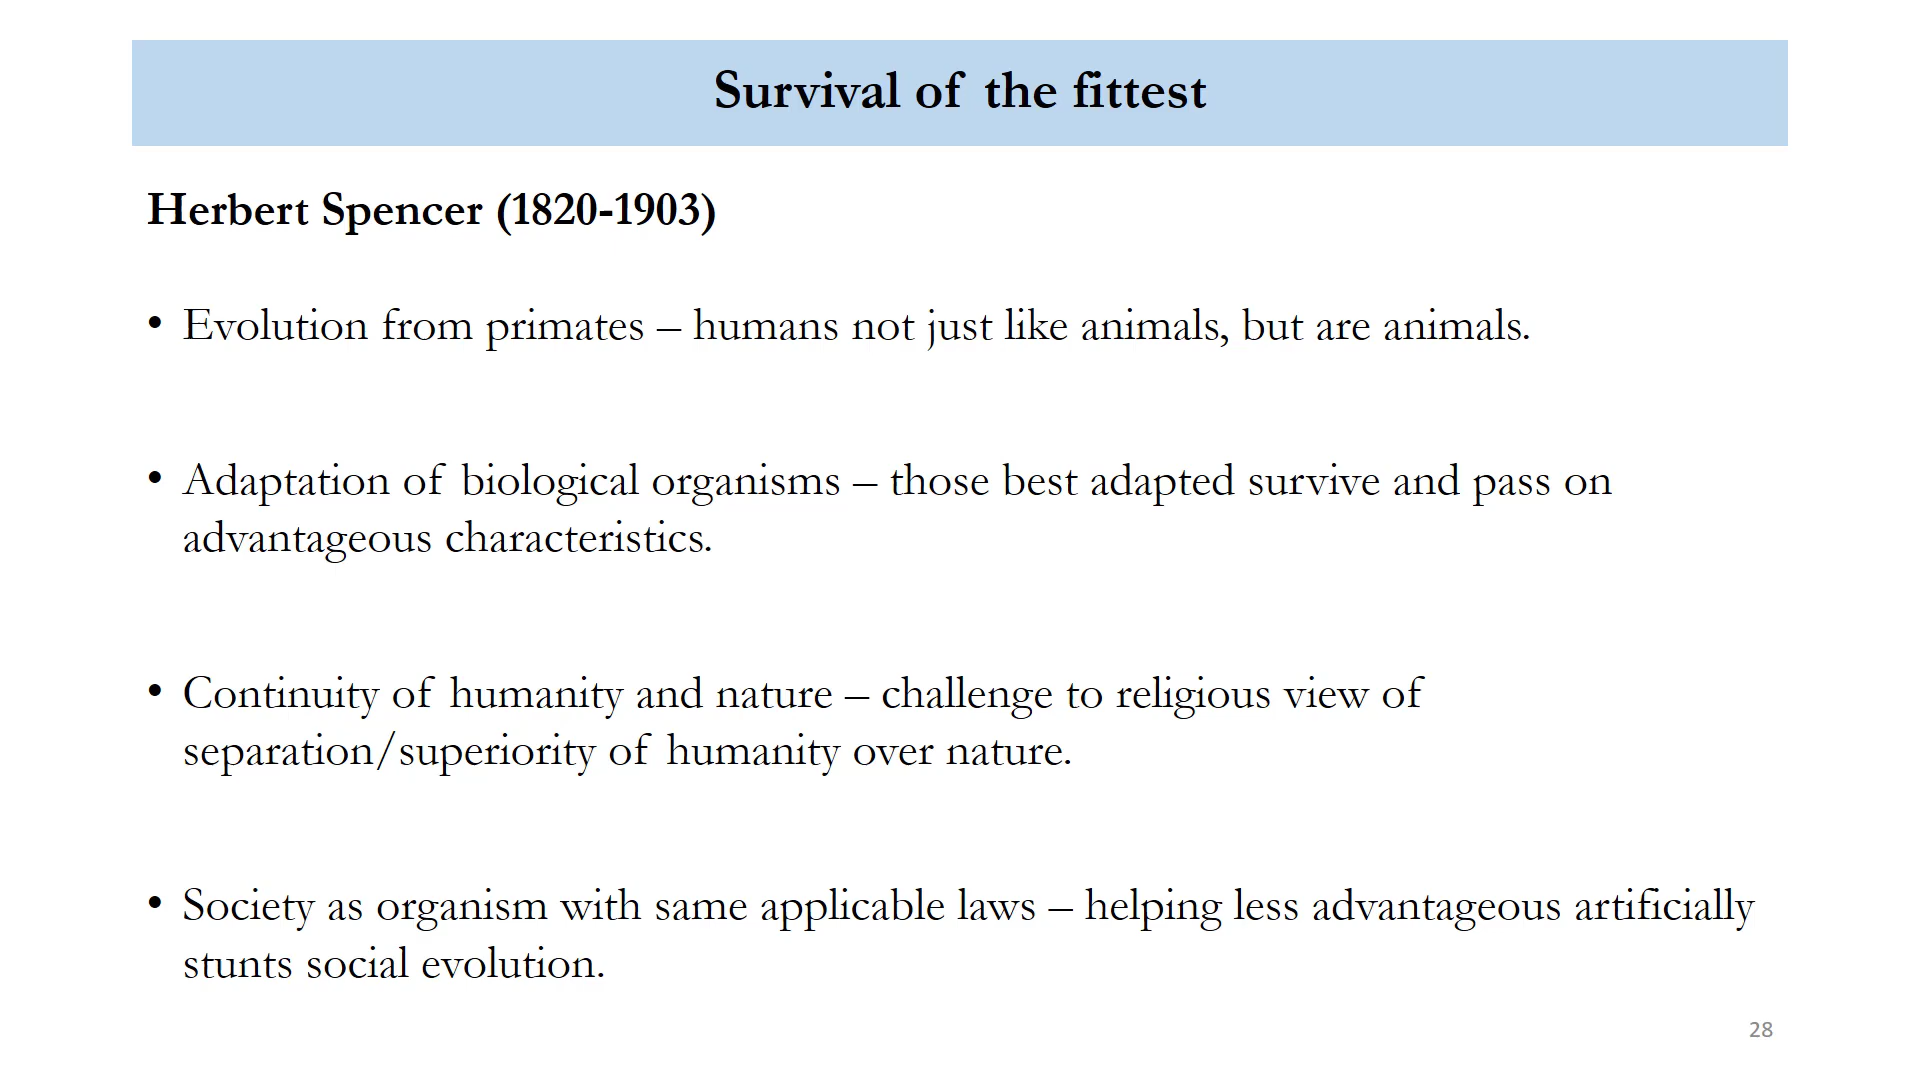 Survival of the fittest
Herbert Spencer (1820-1903)
• Evolution from primates – humans not just like animals, but are animals.
• Adaptation of biological organisms – those best adapted survive and pass on
advantageous characteristics.
• Continuity of humanity and nature – challenge to religious view of
separation/superiority of humanity over nature.
• Society as organism with same applicable laws – helping less advantageous artificially
stunts social evolution.
28